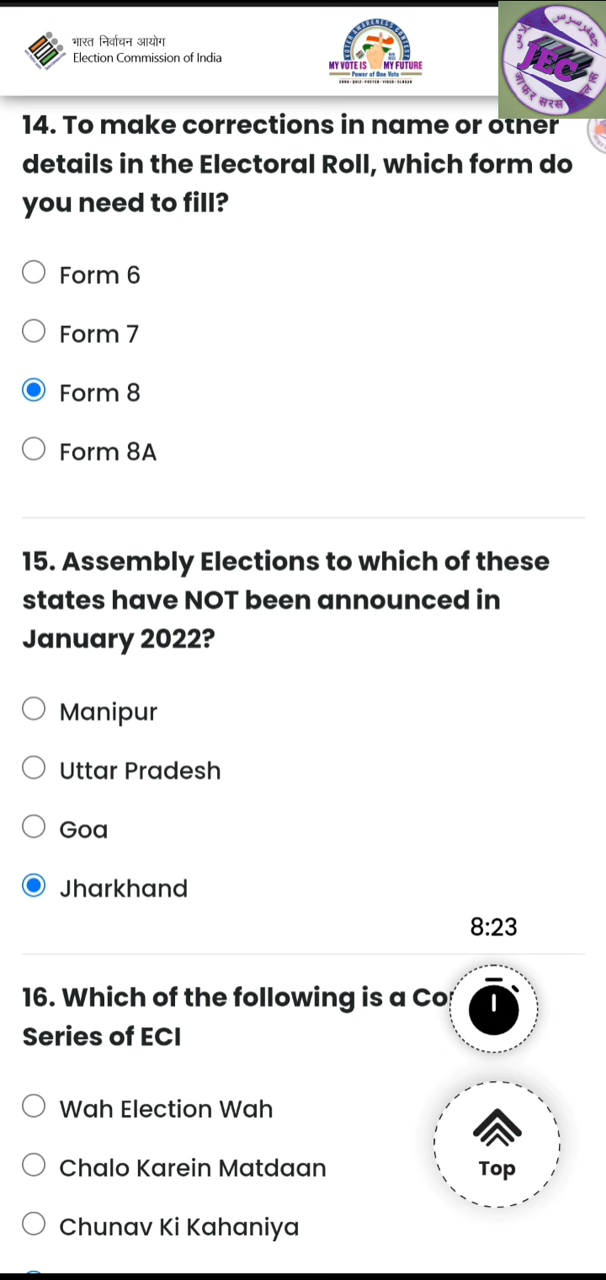 भारत निर्वाचन आयोग
Election Commission of India
VOTER AWARENESS CONTEST
MY VOTE IS MY FUTURE
Power of One Vote
JEC
14. To make corrections in name or other
details in the Electoral Roll, which form do
you need to fill?
Form 6
Form 7
Form 8
Form 8A
15. Assembly Elections to which of these
states have NOT been announced in
January 2022?
Manipur
Uttar Pradesh
Goa
Jharkhand
8:23
16. Which of the following is a Co
Series of ECI
Wah Election Wah
Chalo Karein Matdaan
Top
Chunav Ki Kahaniya